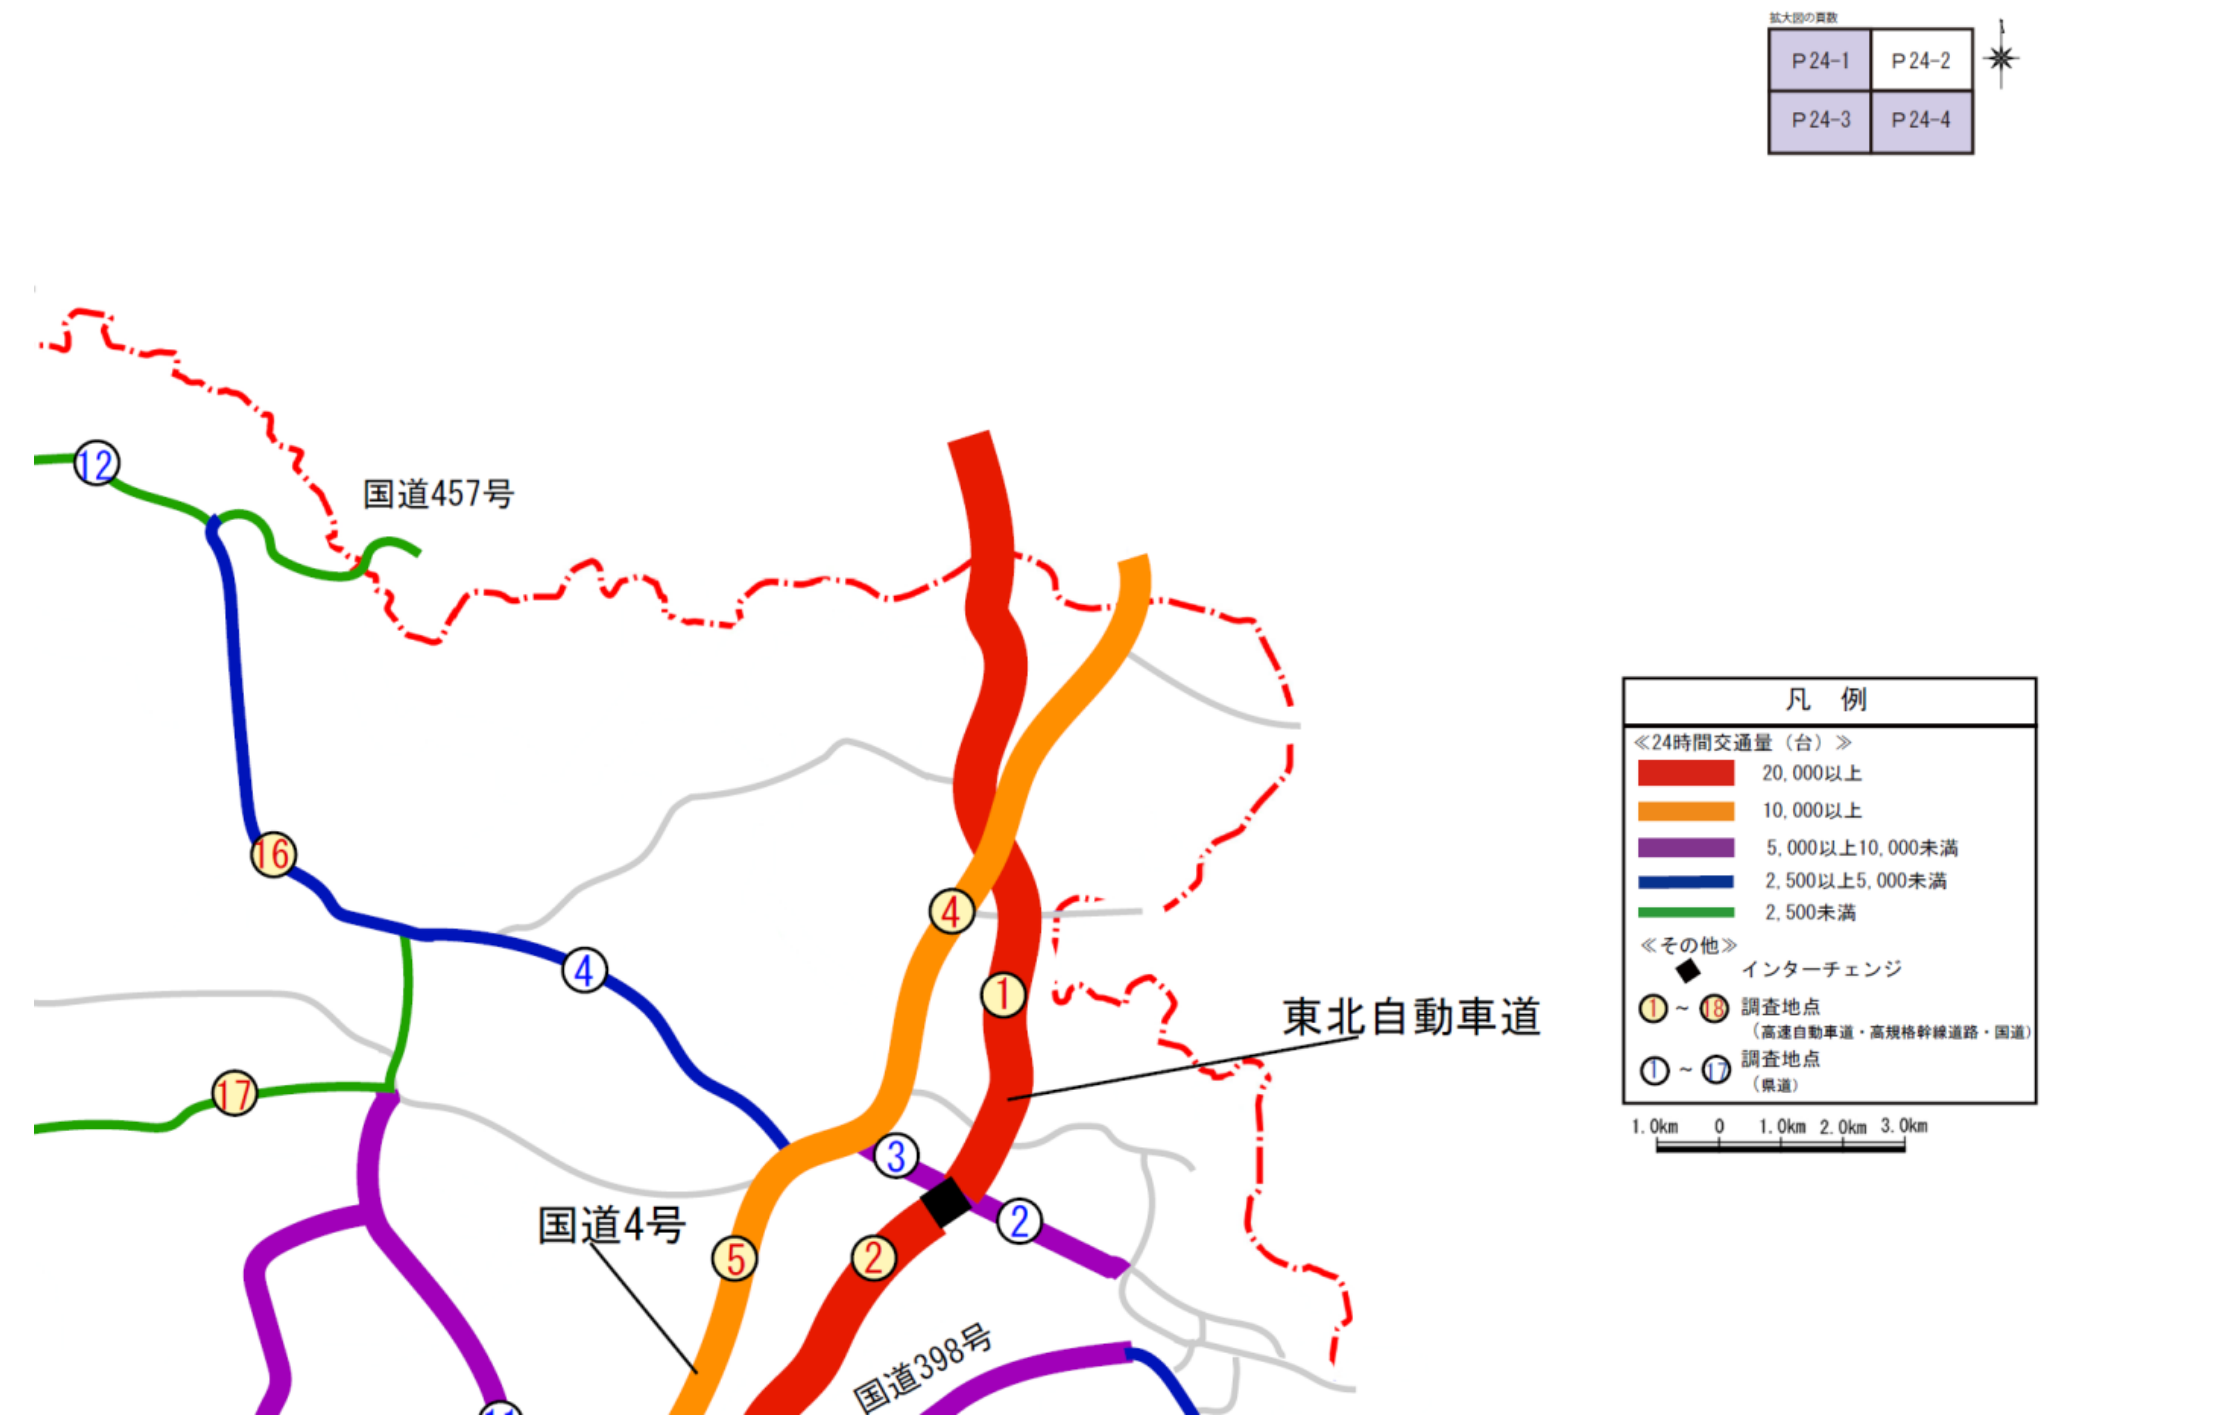 拡大図の頁数
P24-1
P24-2
P24-3
P24-4
12
国道457号
16
4
4
1
東北自動車道
17
3
2
国道4号
5
2
国道398号
凡 例
≪24時間交通量（台）≫
20,000以上
10,000以上
5,000以上10,000未満
2,500以上5,000未満
2,500未満
≪その他≫
インターチェンジ
1 ~ 18 調査地点
（高速自動車道・高規格幹線道路・国道）
1 ~ 17 調査地点
（県道）
1.0km 0 1.0km 2.0km 3.0km